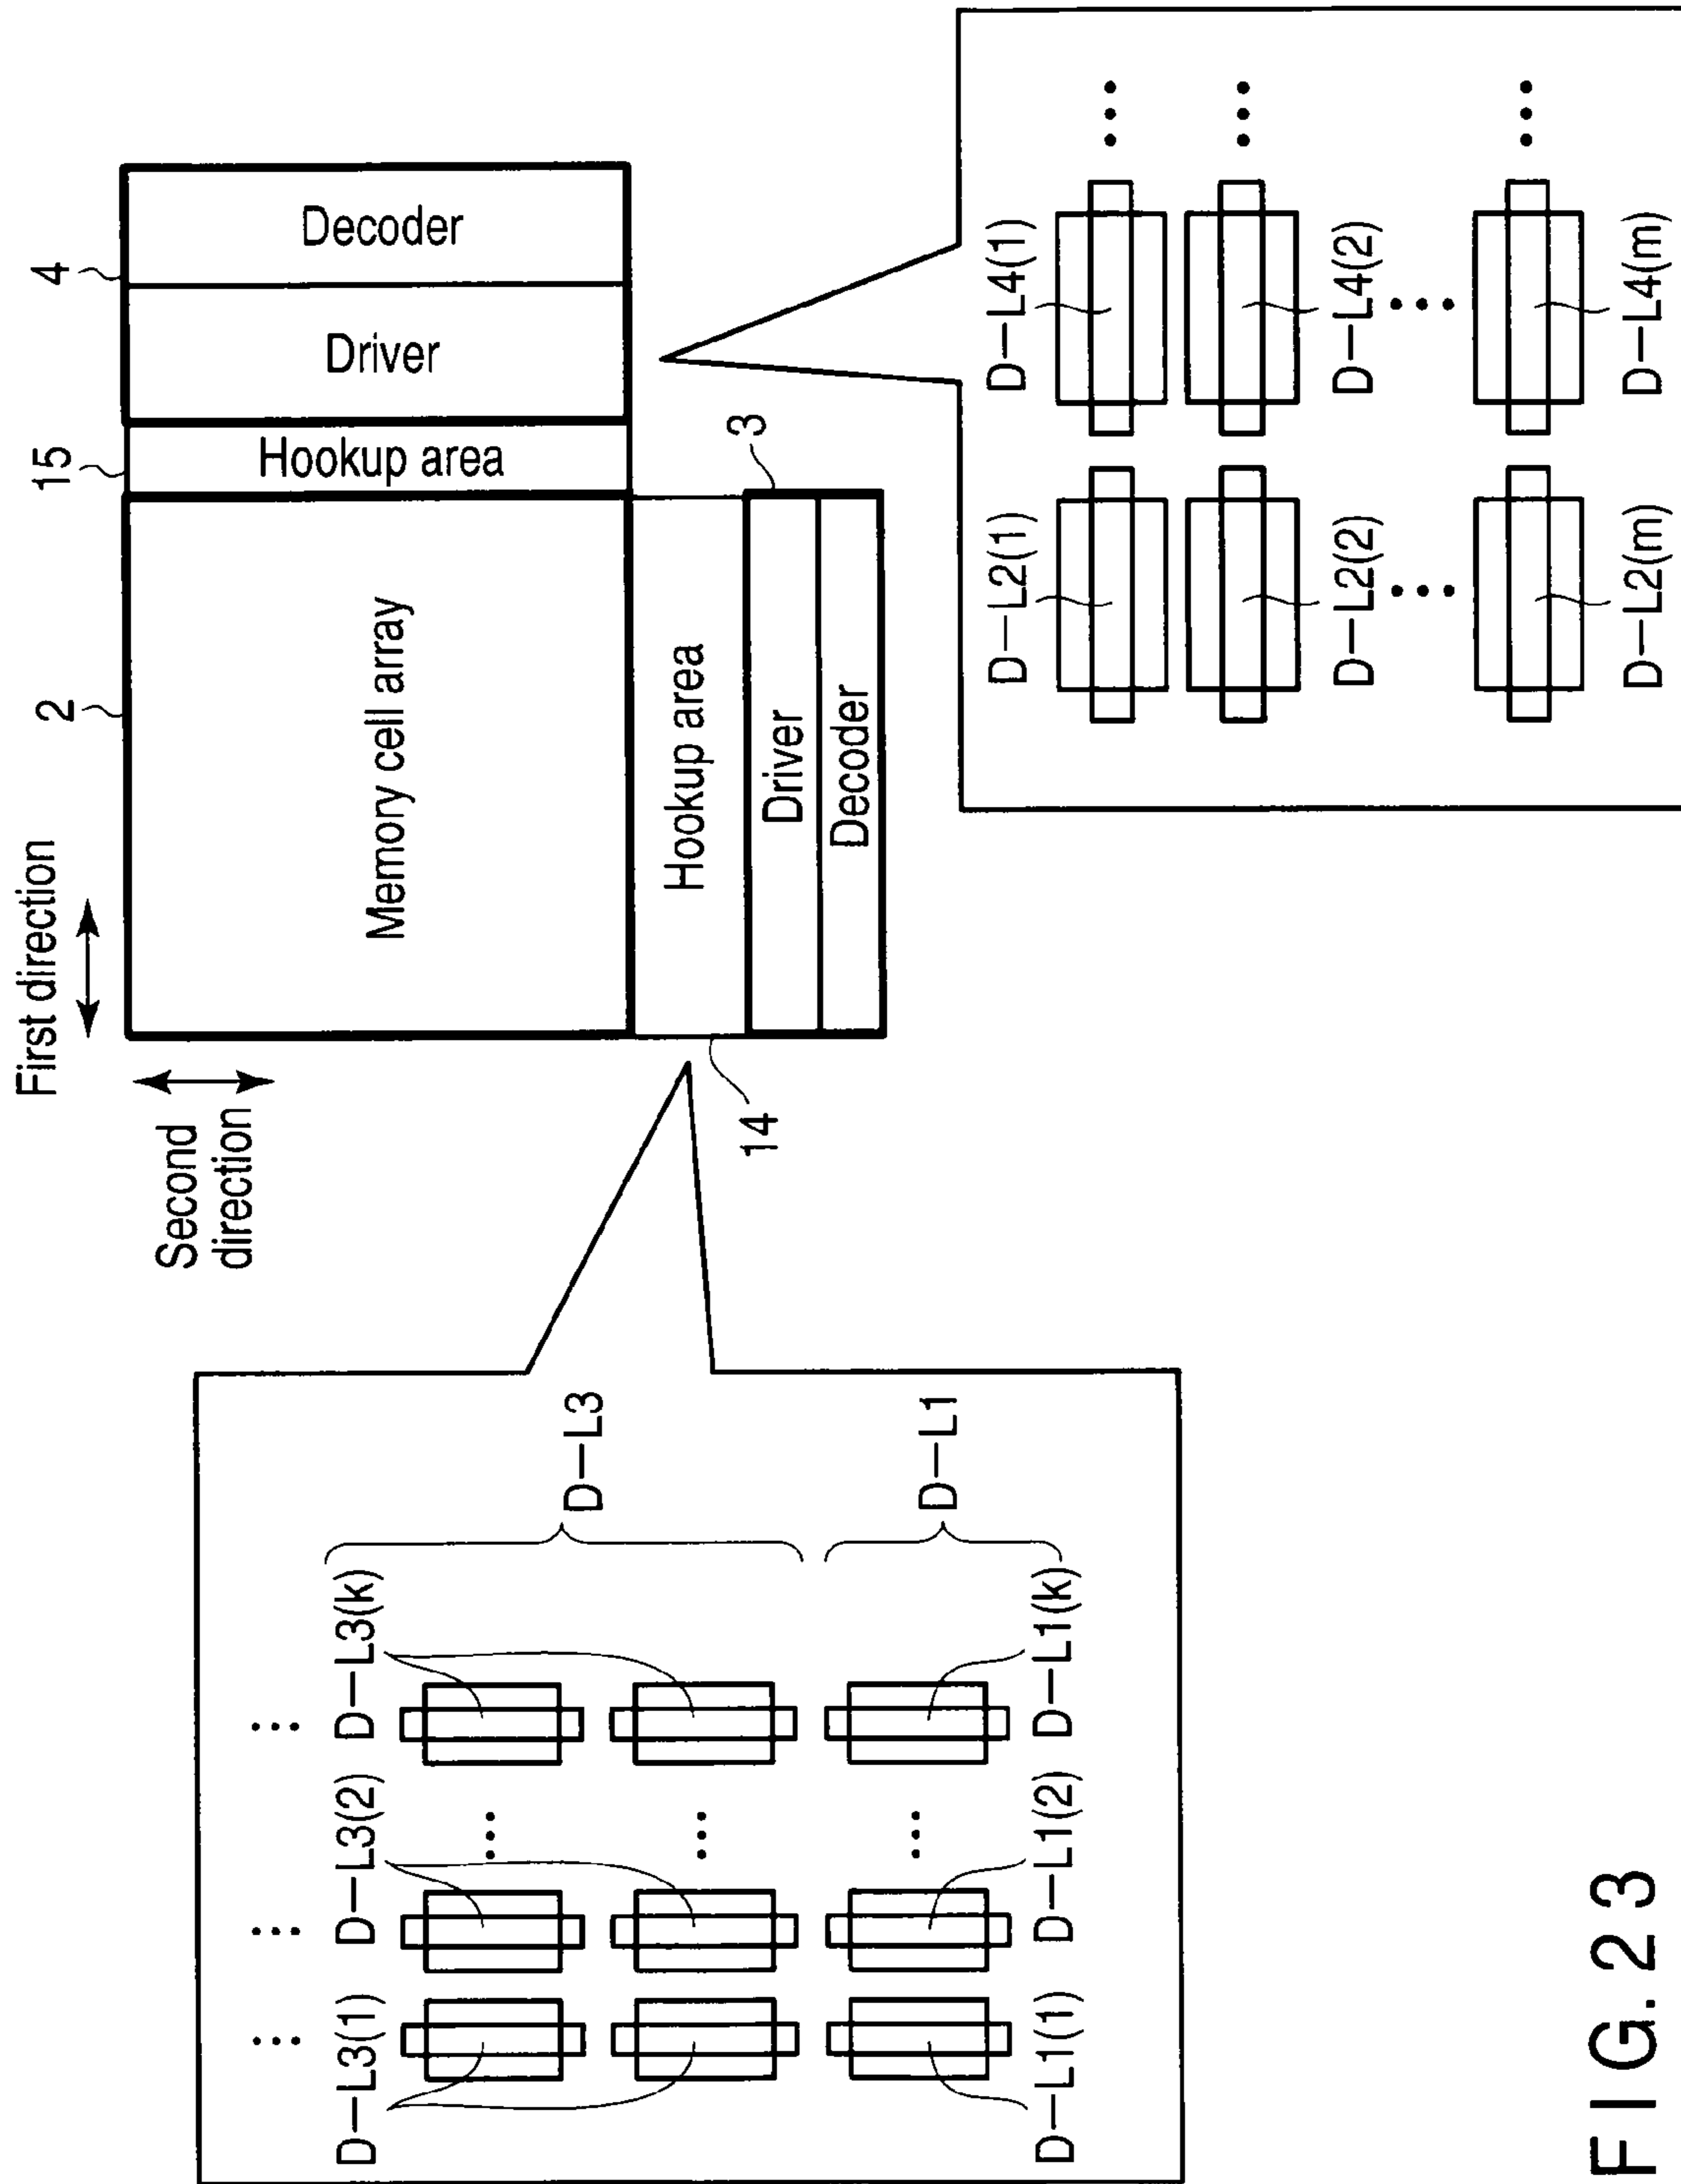 First direction
Second
direction
2
15
4
Memory cell array
Hookup area
Driver
Decoder
Hookup area
Driver
Decoder
3
14
D–L3(1)
D–L3(2)
D–L3(k)
D–L3
D–L1
D–L1(1)
D–L1(2)
D–L1(k)
D–L2(1)
D–L4(1)
D–L2(2)
D–L4(2)
D–L2(m)
D–L4(m)
FIG. 23